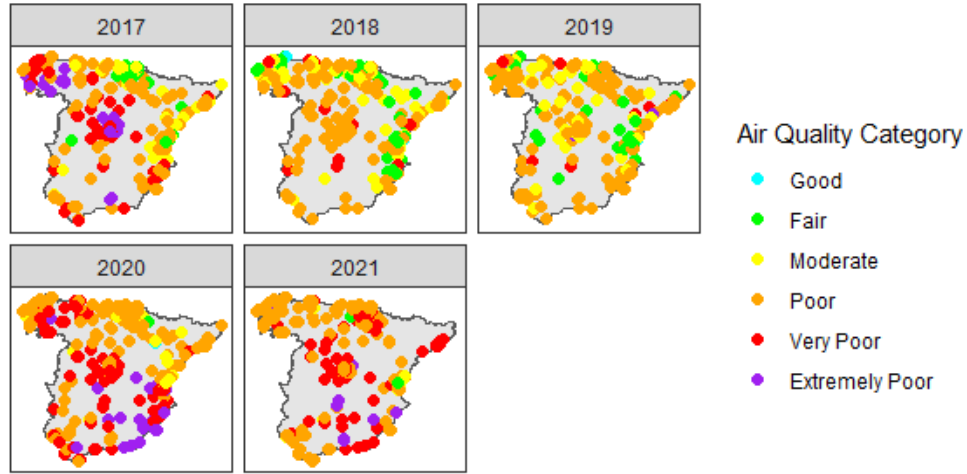 2017
2018
2019
2020
2021
Air Quality Category
Good
Fair
Moderate
Poor
Very Poor
Extremely Poor